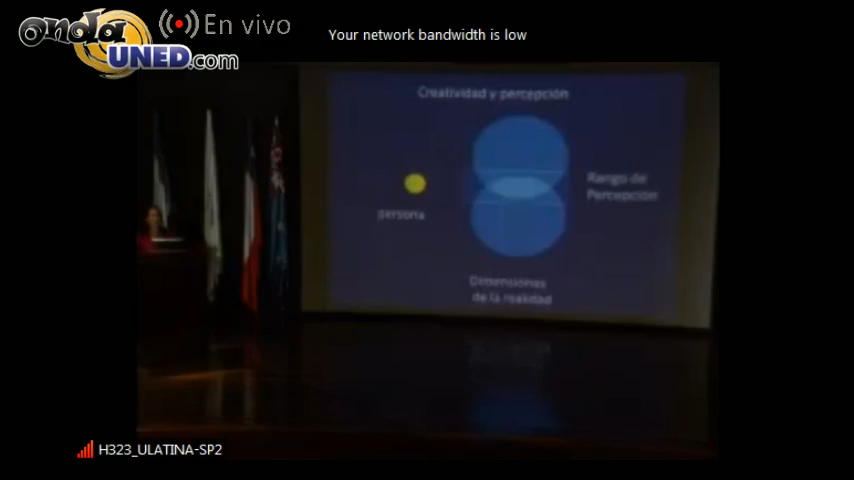 onda
UNED.com
En vivo
Your network bandwidth is low
Creatividad y percepción
persona
Rango de
Percepción
Dimensiones
de la realidad
H323_ULATINA-SP2